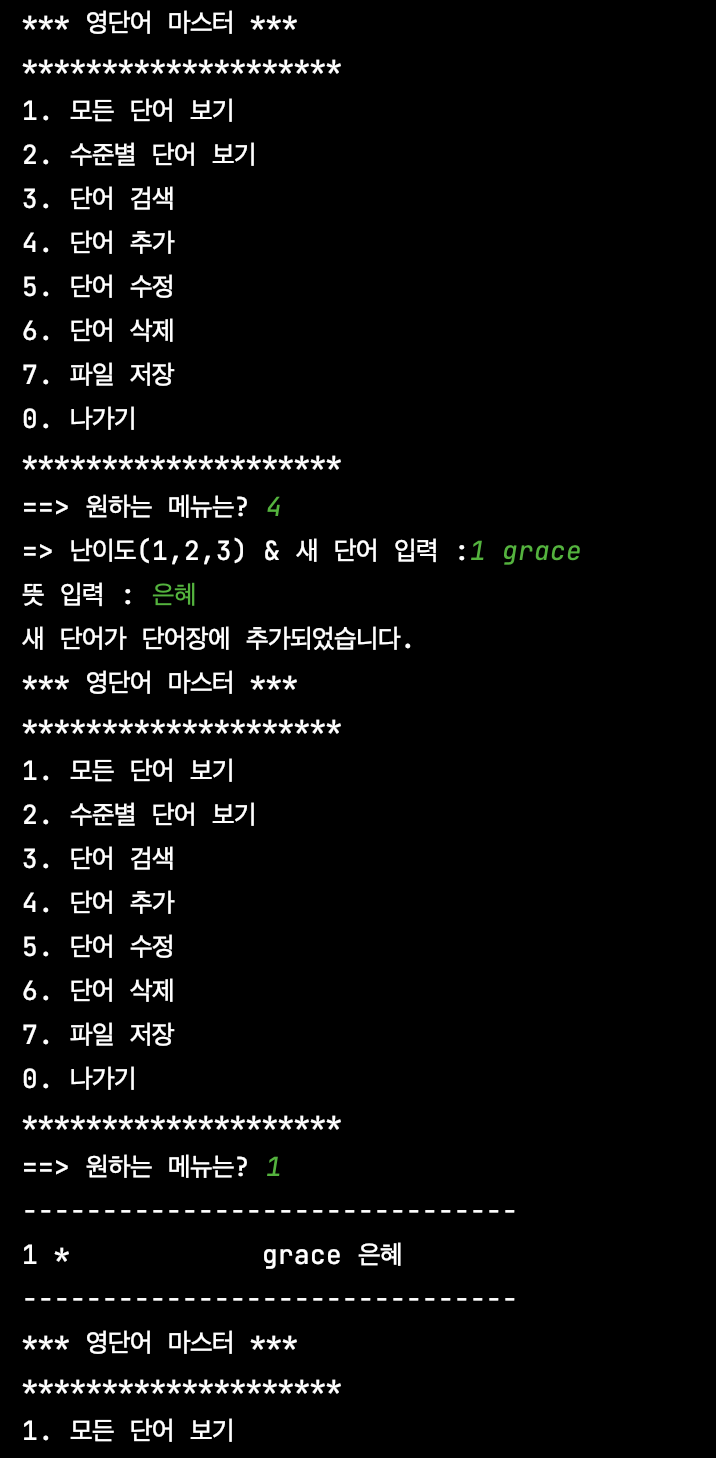 *** 영단어 마스터 ***
********************
1. 모든 단어 보기
2. 수준별 단어 보기
3. 단어 검색
4. 단어 추가
5. 단어 수정
6. 단어 삭제
7. 파일 저장
0. 나가기
********************
==> 원하는 메뉴는? 4
=> 난이도(1,2,3) & 새 단어 입력 :1 grace
뜻 입력 : 은혜
새 단어가 단어장에 추가되었습니다.
*** 영단어 마스터 ***
********************
1. 모든 단어 보기
2. 수준별 단어 보기
3. 단어 검색
4. 단어 추가
5. 단어 수정
6. 단어 삭제
7. 파일 저장
0. 나가기
********************
==> 원하는 메뉴는? 1
-------------------------------
1 *            grace 은혜
-------------------------------
*** 영단어 마스터 ***
********************
1. 모든 단어 보기